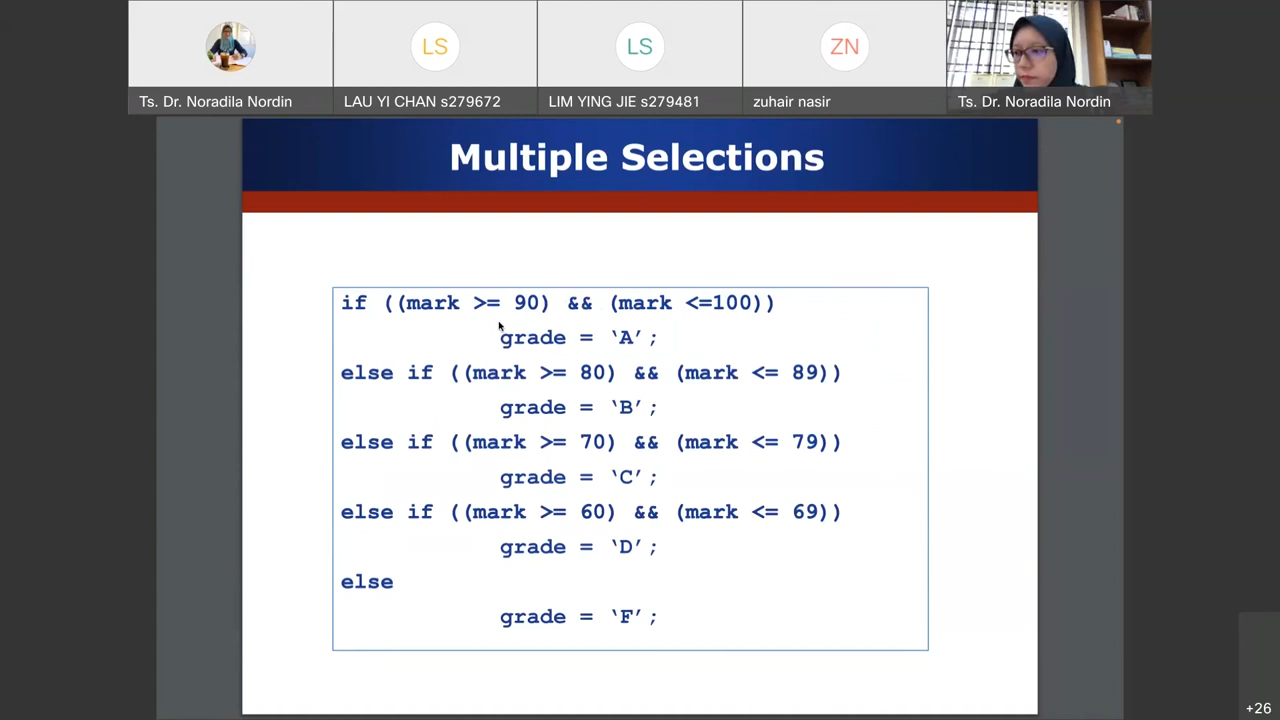 LS
LS
ZN
Ts. Dr. Noradila Nordin
LAU YI CHAN s279672
LIM YING JIE s279481
zuhair nasir
Ts. Dr. Noradila Nordin
Multiple Selections
if ((mark >= 90) && (mark <=100))
grade = ‘A’;
else if ((mark >= 80) && (mark <= 89))
grade = ‘B’;
else if ((mark >= 70) && (mark <= 79))
grade = ‘C’;
else if ((mark >= 60) && (mark <= 69))
grade = ‘D’;
else
grade = ‘F’;
+26